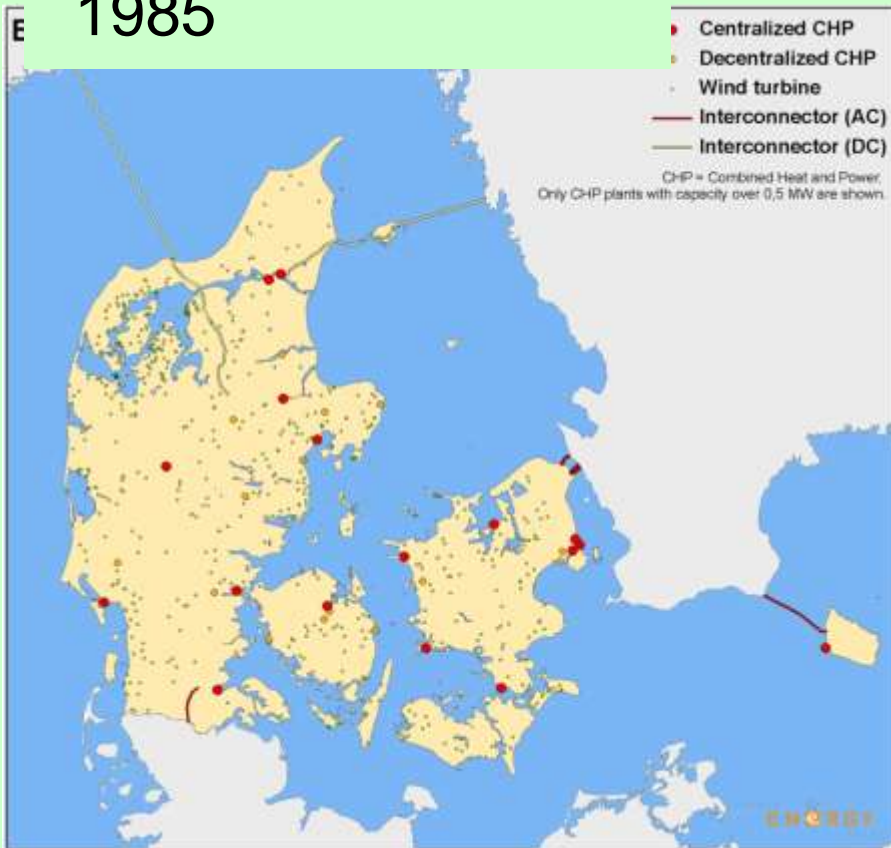 1985
E
Centralized CHP
Decentralized CHP
Wind turbine
Interconnector (AC)
Interconnector (DC)
CHP = Combined Heat and Power.
Only CHP plants with capacity over 0,5 MW are shown.
ENERGY